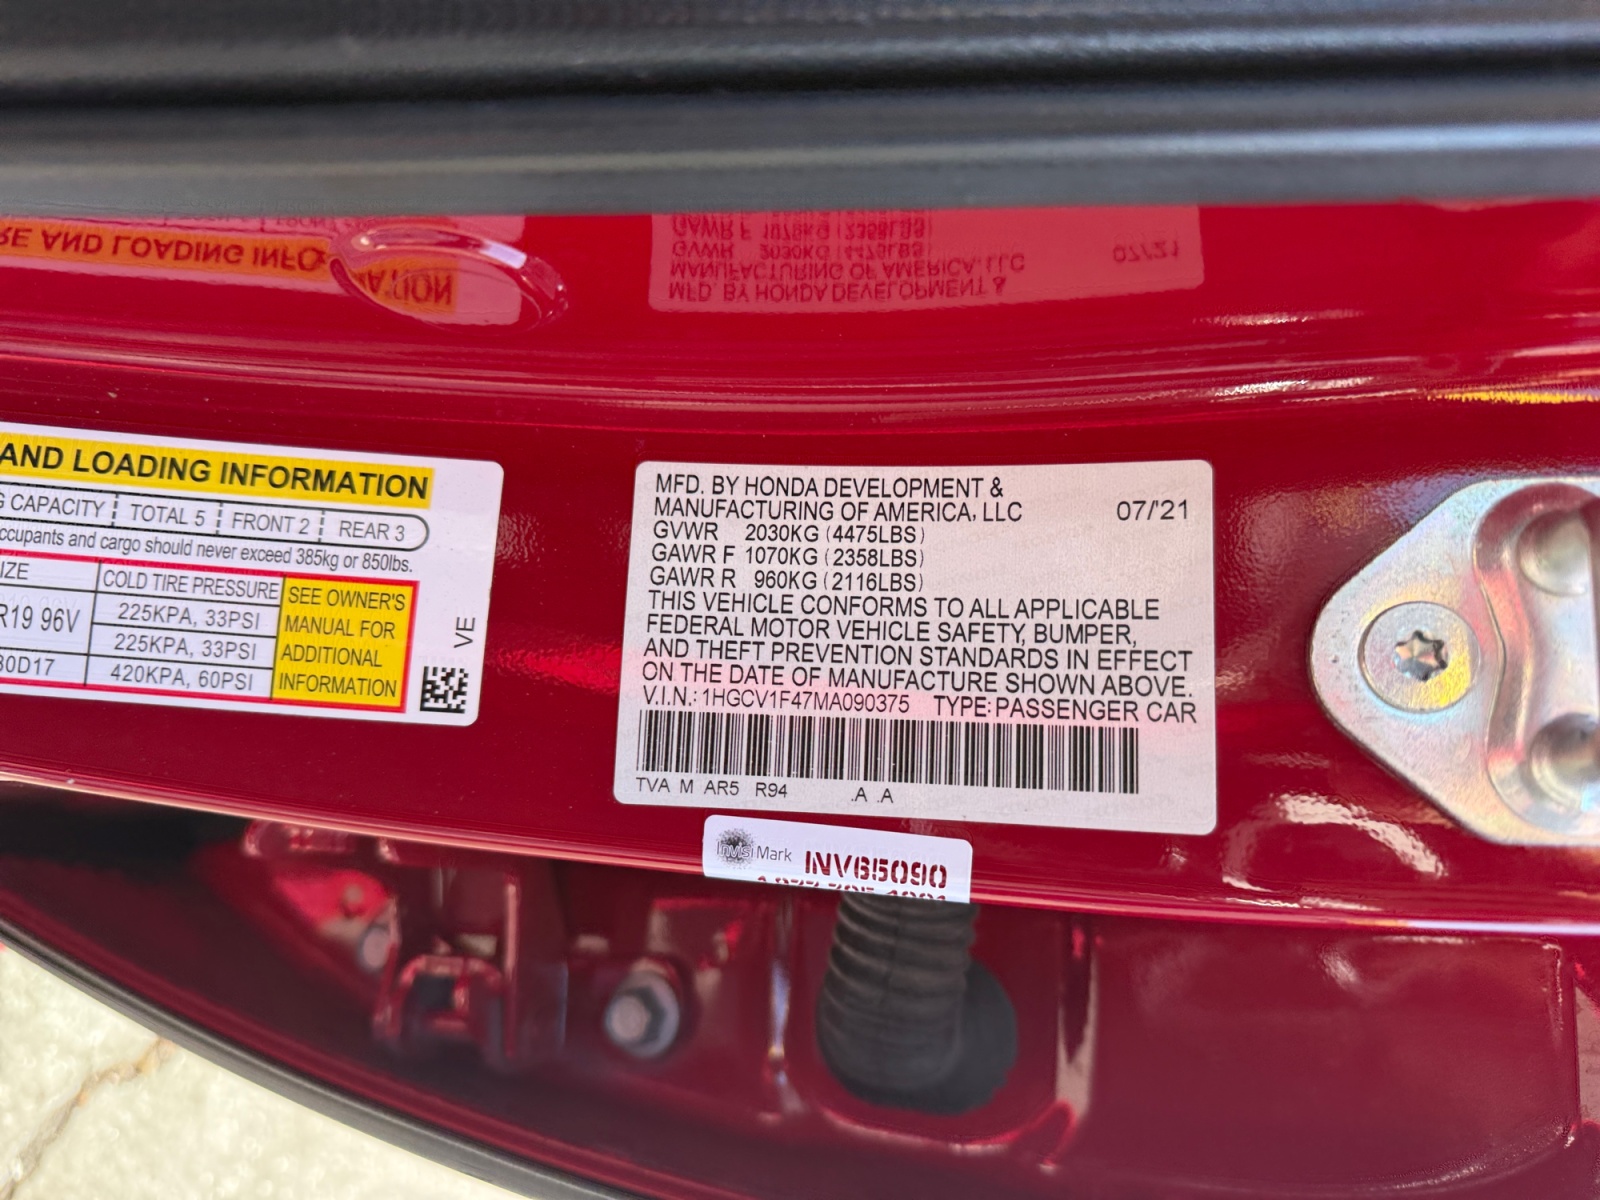 AND LOADING INFORMATION
G CAPACITY TOTAL 5 FRONT 2 REAR 3
ccupants and cargo should never exceed 385kg or 850lbs.
IZE COLD TIRE PRESSURE
R19 96V 225KPA, 33PSI
225KPA, 33PSI
80D17 420KPA, 60PSI
SEE OWNER'S
MANUAL FOR
ADDITIONAL
INFORMATION
VE
MFD. BY HONDA DEVELOPMENT &
MANUFACTURING OF AMERICA, LLC 07/'21
GVWR 2030KG (4475LBS)
GAWR F 1070KG (2358LBS)
GAWR R 960KG (2116LBS)
THIS VEHICLE CONFORMS TO ALL APPLICABLE
FEDERAL MOTOR VEHICLE SAFETY, BUMPER,
AND THEFT PREVENTION STANDARDS IN EFFECT
ON THE DATE OF MANUFACTURE SHOWN ABOVE.
V.I.N.: 1HGCV1F47MA090375 TYPE: PASSENGER CAR
TVA M AR5 R94 .A .A
InVisiMark INV65090